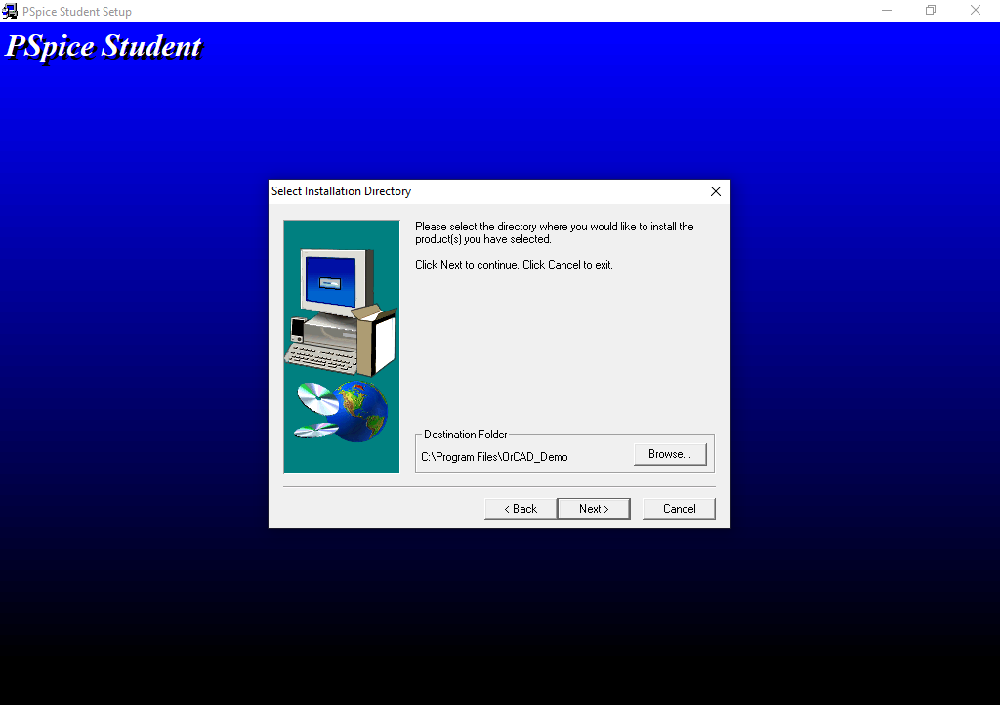 PSpice Student Setup
PSpice Student
Select Installation Directory
Please select the directory where you would like to install the
product(s) you have selected.
Click Next to continue. Click Cancel to exit.
Destination Folder
C:\Program Files\OrCAD_Demo
Browse...
< Back
Next >
Cancel